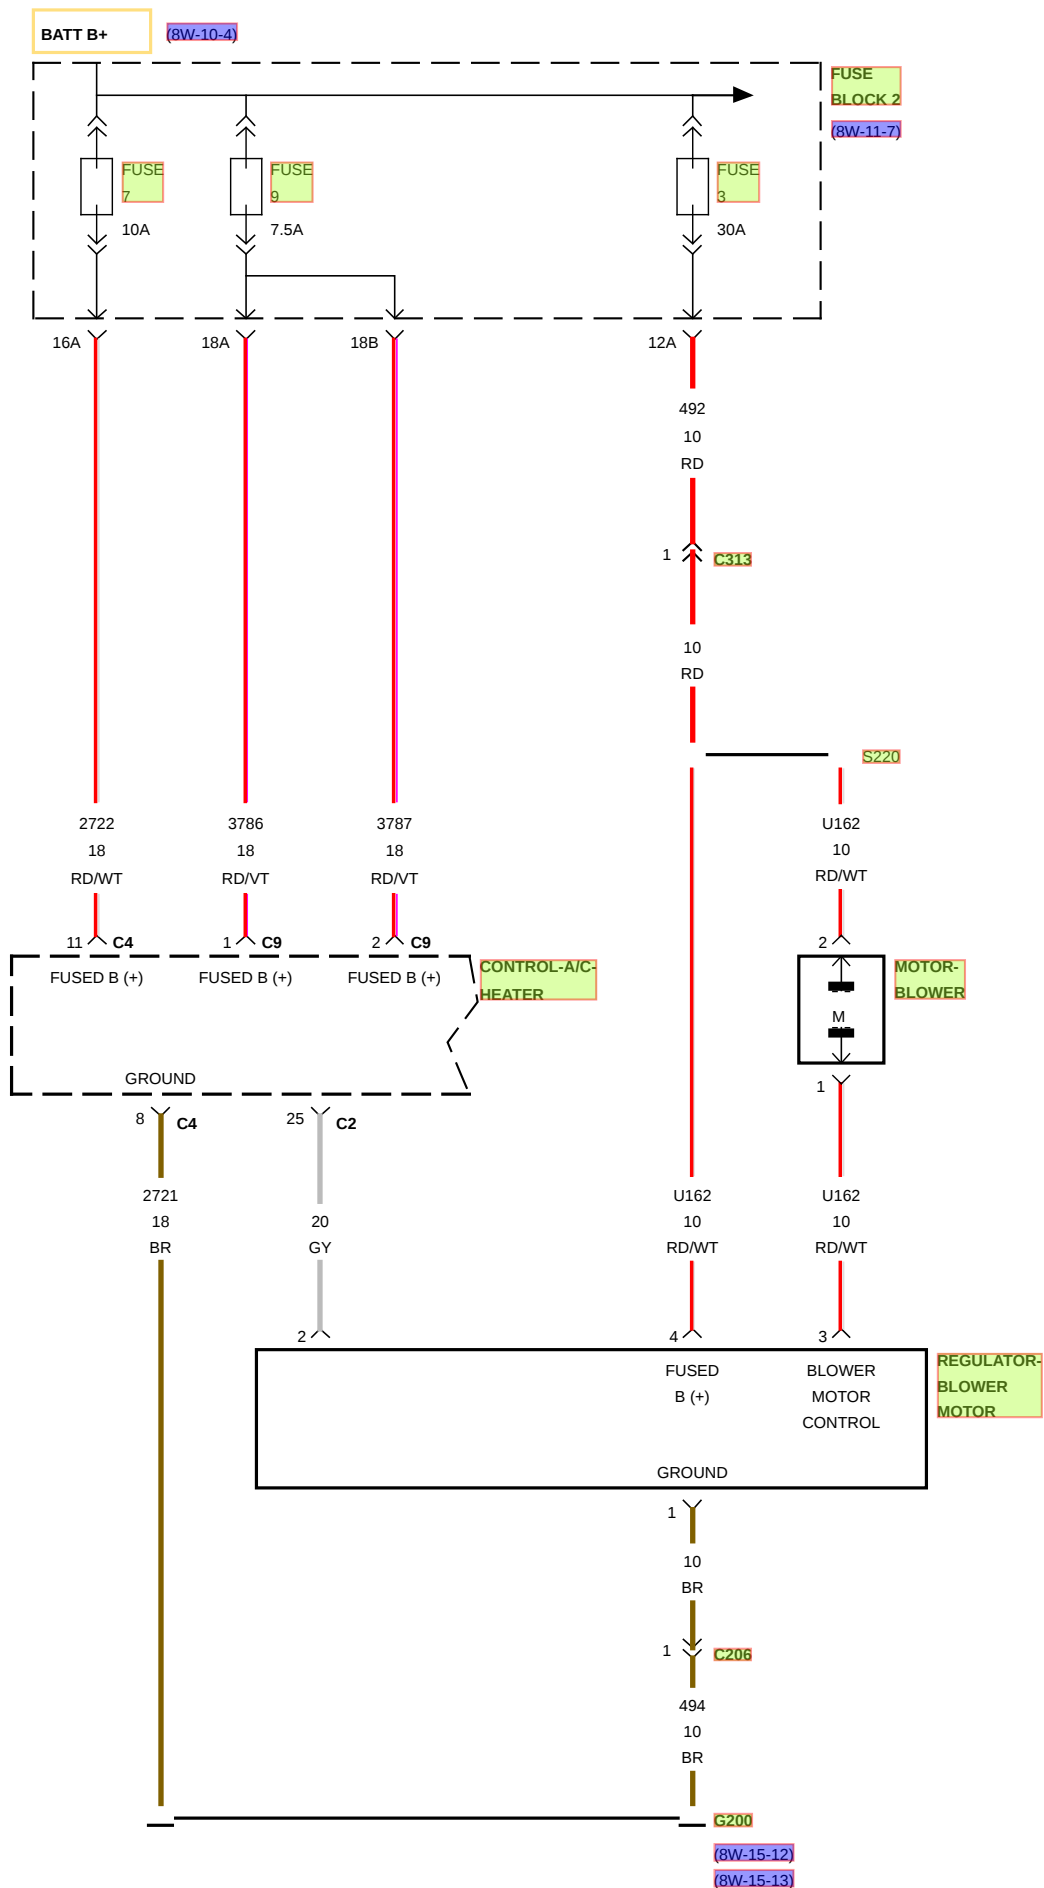 BATT B+
(8W-10-4)
FUSE
BLOCK 2
(8W-11-7)
FUSE
7
10A
FUSE
9
7.5A
FUSE
3
30A
16A
18A
18B
12A
492
10
RD
1
C313
10
RD
S220
2722
18
RD/WT
3786
18
RD/VT
3787
18
RD/VT
U162
10
RD/WT
11
C4
1
C9
2
C9
2
FUSED B (+)
FUSED B (+)
FUSED B (+)
CONTROL-A/C-
HEATER
MOTOR-
BLOWER
M
GROUND
1
8
C4
25
C2
2721
18
BR
20
GY
U162
10
RD/WT
U162
10
RD/WT
2
4
3
FUSED
B (+)
BLOWER
MOTOR
CONTROL
REGULATOR-
BLOWER
MOTOR
GROUND
1
10
BR
1
C206
494
10
BR
G200
(8W-15-12)
(8W-15-13)